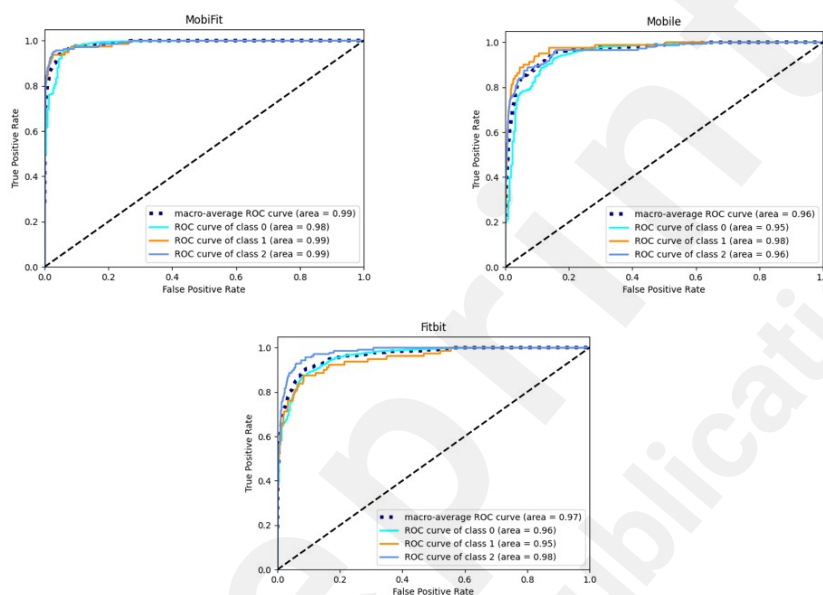 MobiFit
1.0
0.8
0.6
0.4
0.2
0.0
True Positive Rate
macro-average ROC curve (area = 0.99)
ROC curve of class 0 (area = 0.98)
ROC curve of class 1 (area = 0.99)
ROC curve of class 2 (area = 0.99)
0.0 0.2 0.4 0.6 0.8 1.0
False Positive Rate
Mobile
1.0
0.8
0.6
0.4
0.2
0.0
True Positive Rate
macro-average ROC curve (area = 0.96)
ROC curve of class 0 (area = 0.95)
ROC curve of class 1 (area = 0.98)
ROC curve of class 2 (area = 0.96)
0.0 0.2 0.4 0.6 0.8 1.0
False Positive Rate
Fitbit
1.0
0.8
0.6
0.4
0.2
0.0
True Positive Rate
macro-average ROC curve (area = 0.97)
ROC curve of class 0 (area = 0.96)
ROC curve of class 1 (area = 0.95)
ROC curve of class 2 (area = 0.98)
0.0 0.2 0.4 0.6 0.8 1.0
False Positive Rate